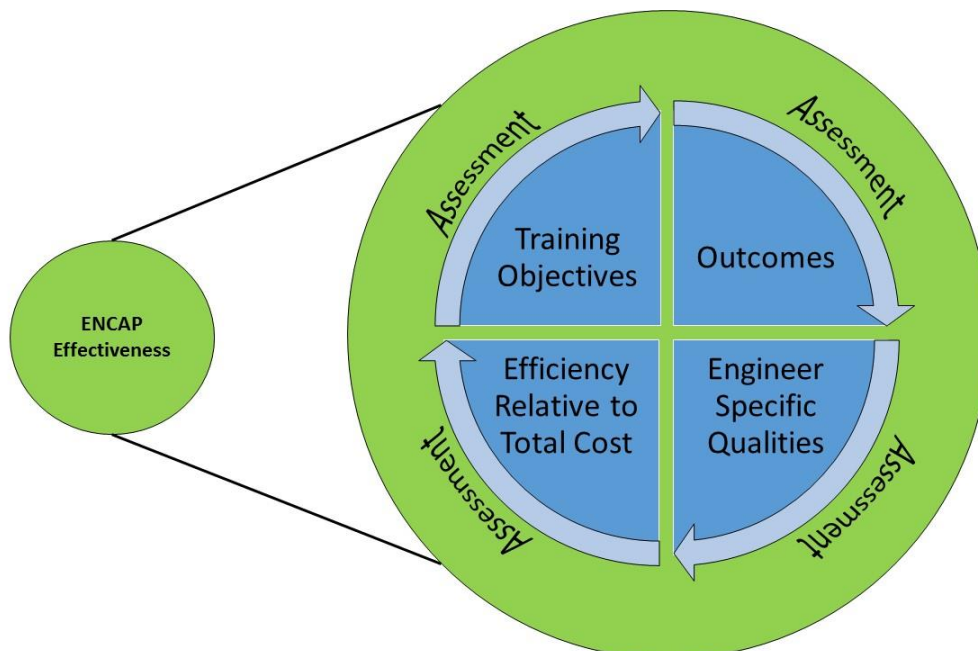 ENCAP
Effectiveness
Assessment
Assessment
Training
Objectives
Outcomes
Efficiency
Relative to
Total Cost
Engineer
Specific
Qualities
Assessment
Assessment